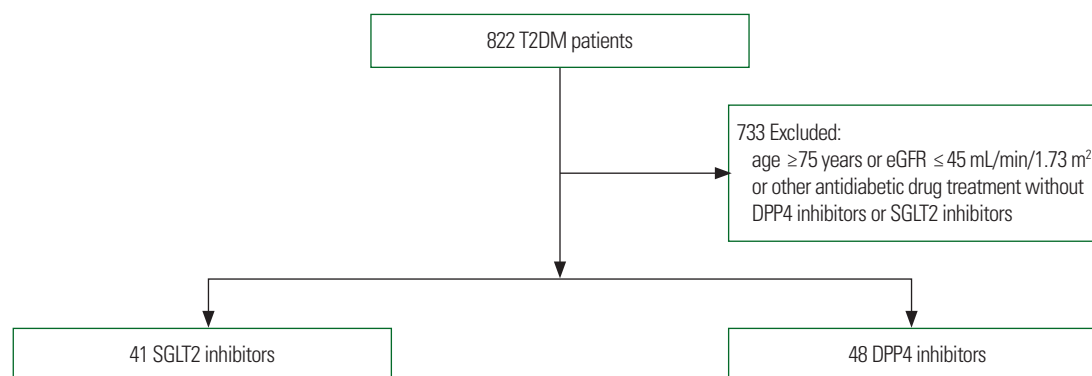 822 T2DM patients
733 Excluded:
age ≥75 years or eGFR ≤45 mL/min/1.73 m²
or other antidiabetic drug treatment without
DPP4 inhibitors or SGLT2 inhibitors
41 SGLT2 inhibitors
48 DPP4 inhibitors